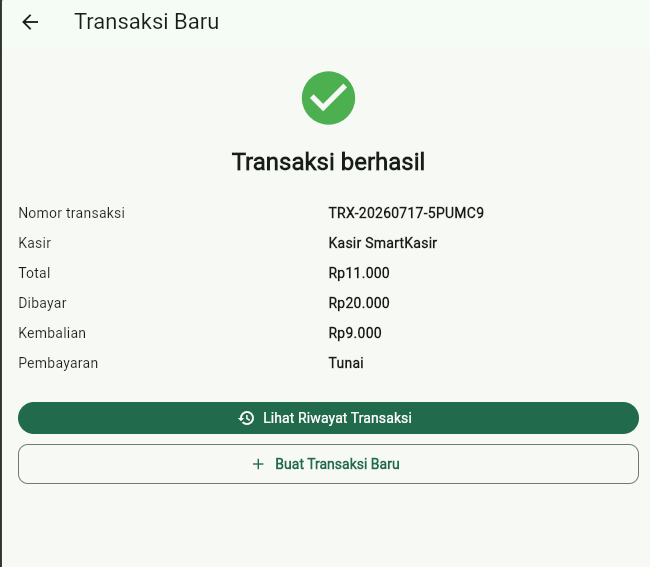 Transaksi Baru
Transaksi berhasil
Nomor transaksi TRX-20260717-5PUMC9
Kasir Kasir SmartKasir
Total Rp11.000
Dibayar Rp20.000
Kembalian Rp9.000
Pembayaran Tunai
Lihat Riwayat Transaksi
Buat Transaksi Baru